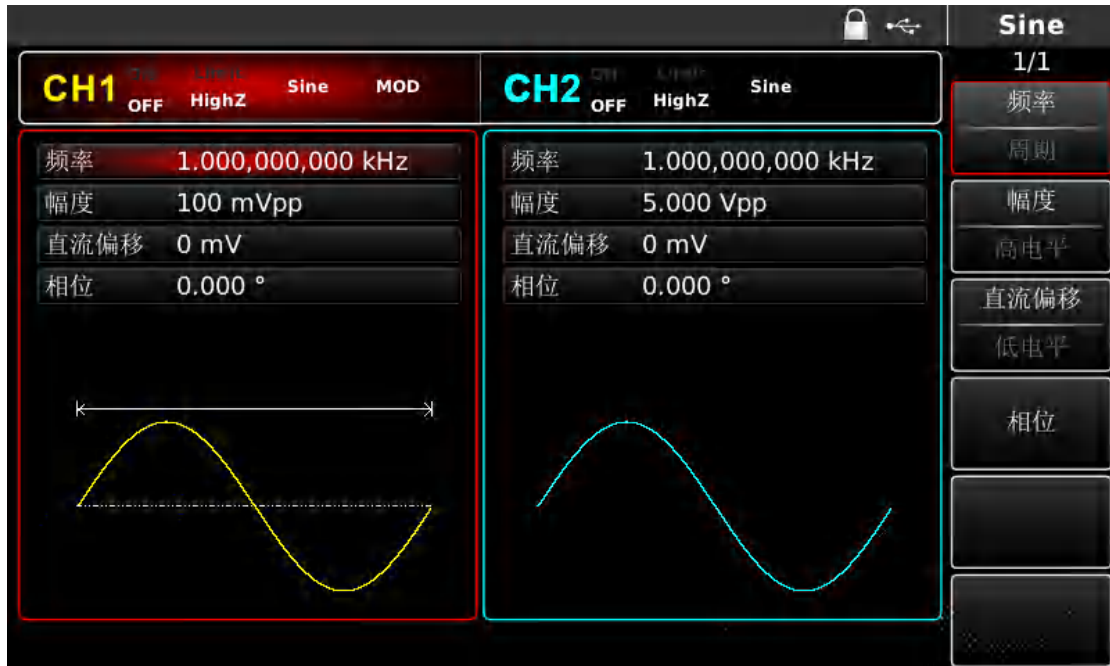 Sine
1/1
CH1 OFF HighZ Sine MOD
CH2 OFF HighZ Sine
频率 1.000,000,000 kHz
幅度 100 mVpp
直流偏移 0 mV
相位 0.000 °
频率 1.000,000,000 kHz
幅度 5.000 Vpp
直流偏移 0 mV
相位 0.000 °
频率
周期
幅度
高电平
直流偏移
低电平
相位